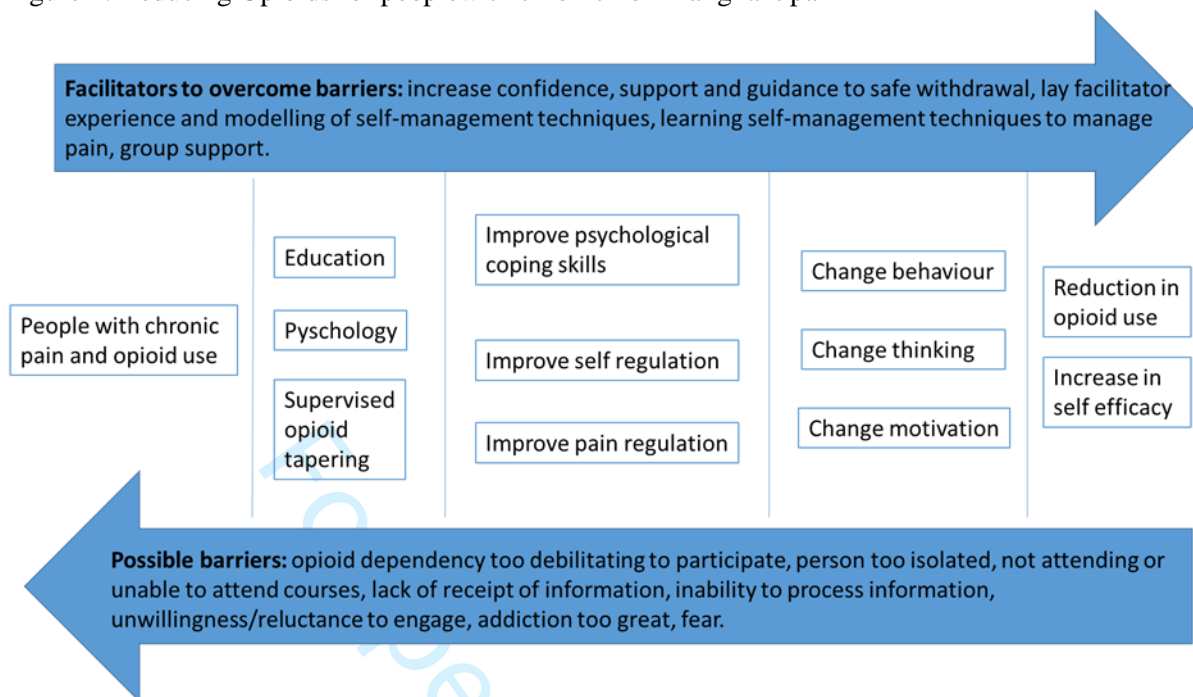 Facilitators to overcome barriers: increase confidence, support and guidance to safe withdrawal, lay facilitator
experience and modelling of self-management techniques, learning self-management techniques to manage
pain, group support.
People with chronic
pain and opioid use
Education
Pyschology
Supervised
opioid
tapering
Improve psychological
coping skills
Improve self regulation
Improve pain regulation
Change behaviour
Change thinking
Change motivation
Reduction in
opioid use
Increase in
self efficacy
Possible barriers: opioid dependency too debilitating to participate, person too isolated, not attending or
unable to attend courses, lack of receipt of information, inability to process information,
unwillingness/reluctance to engage, addiction too great, fear.